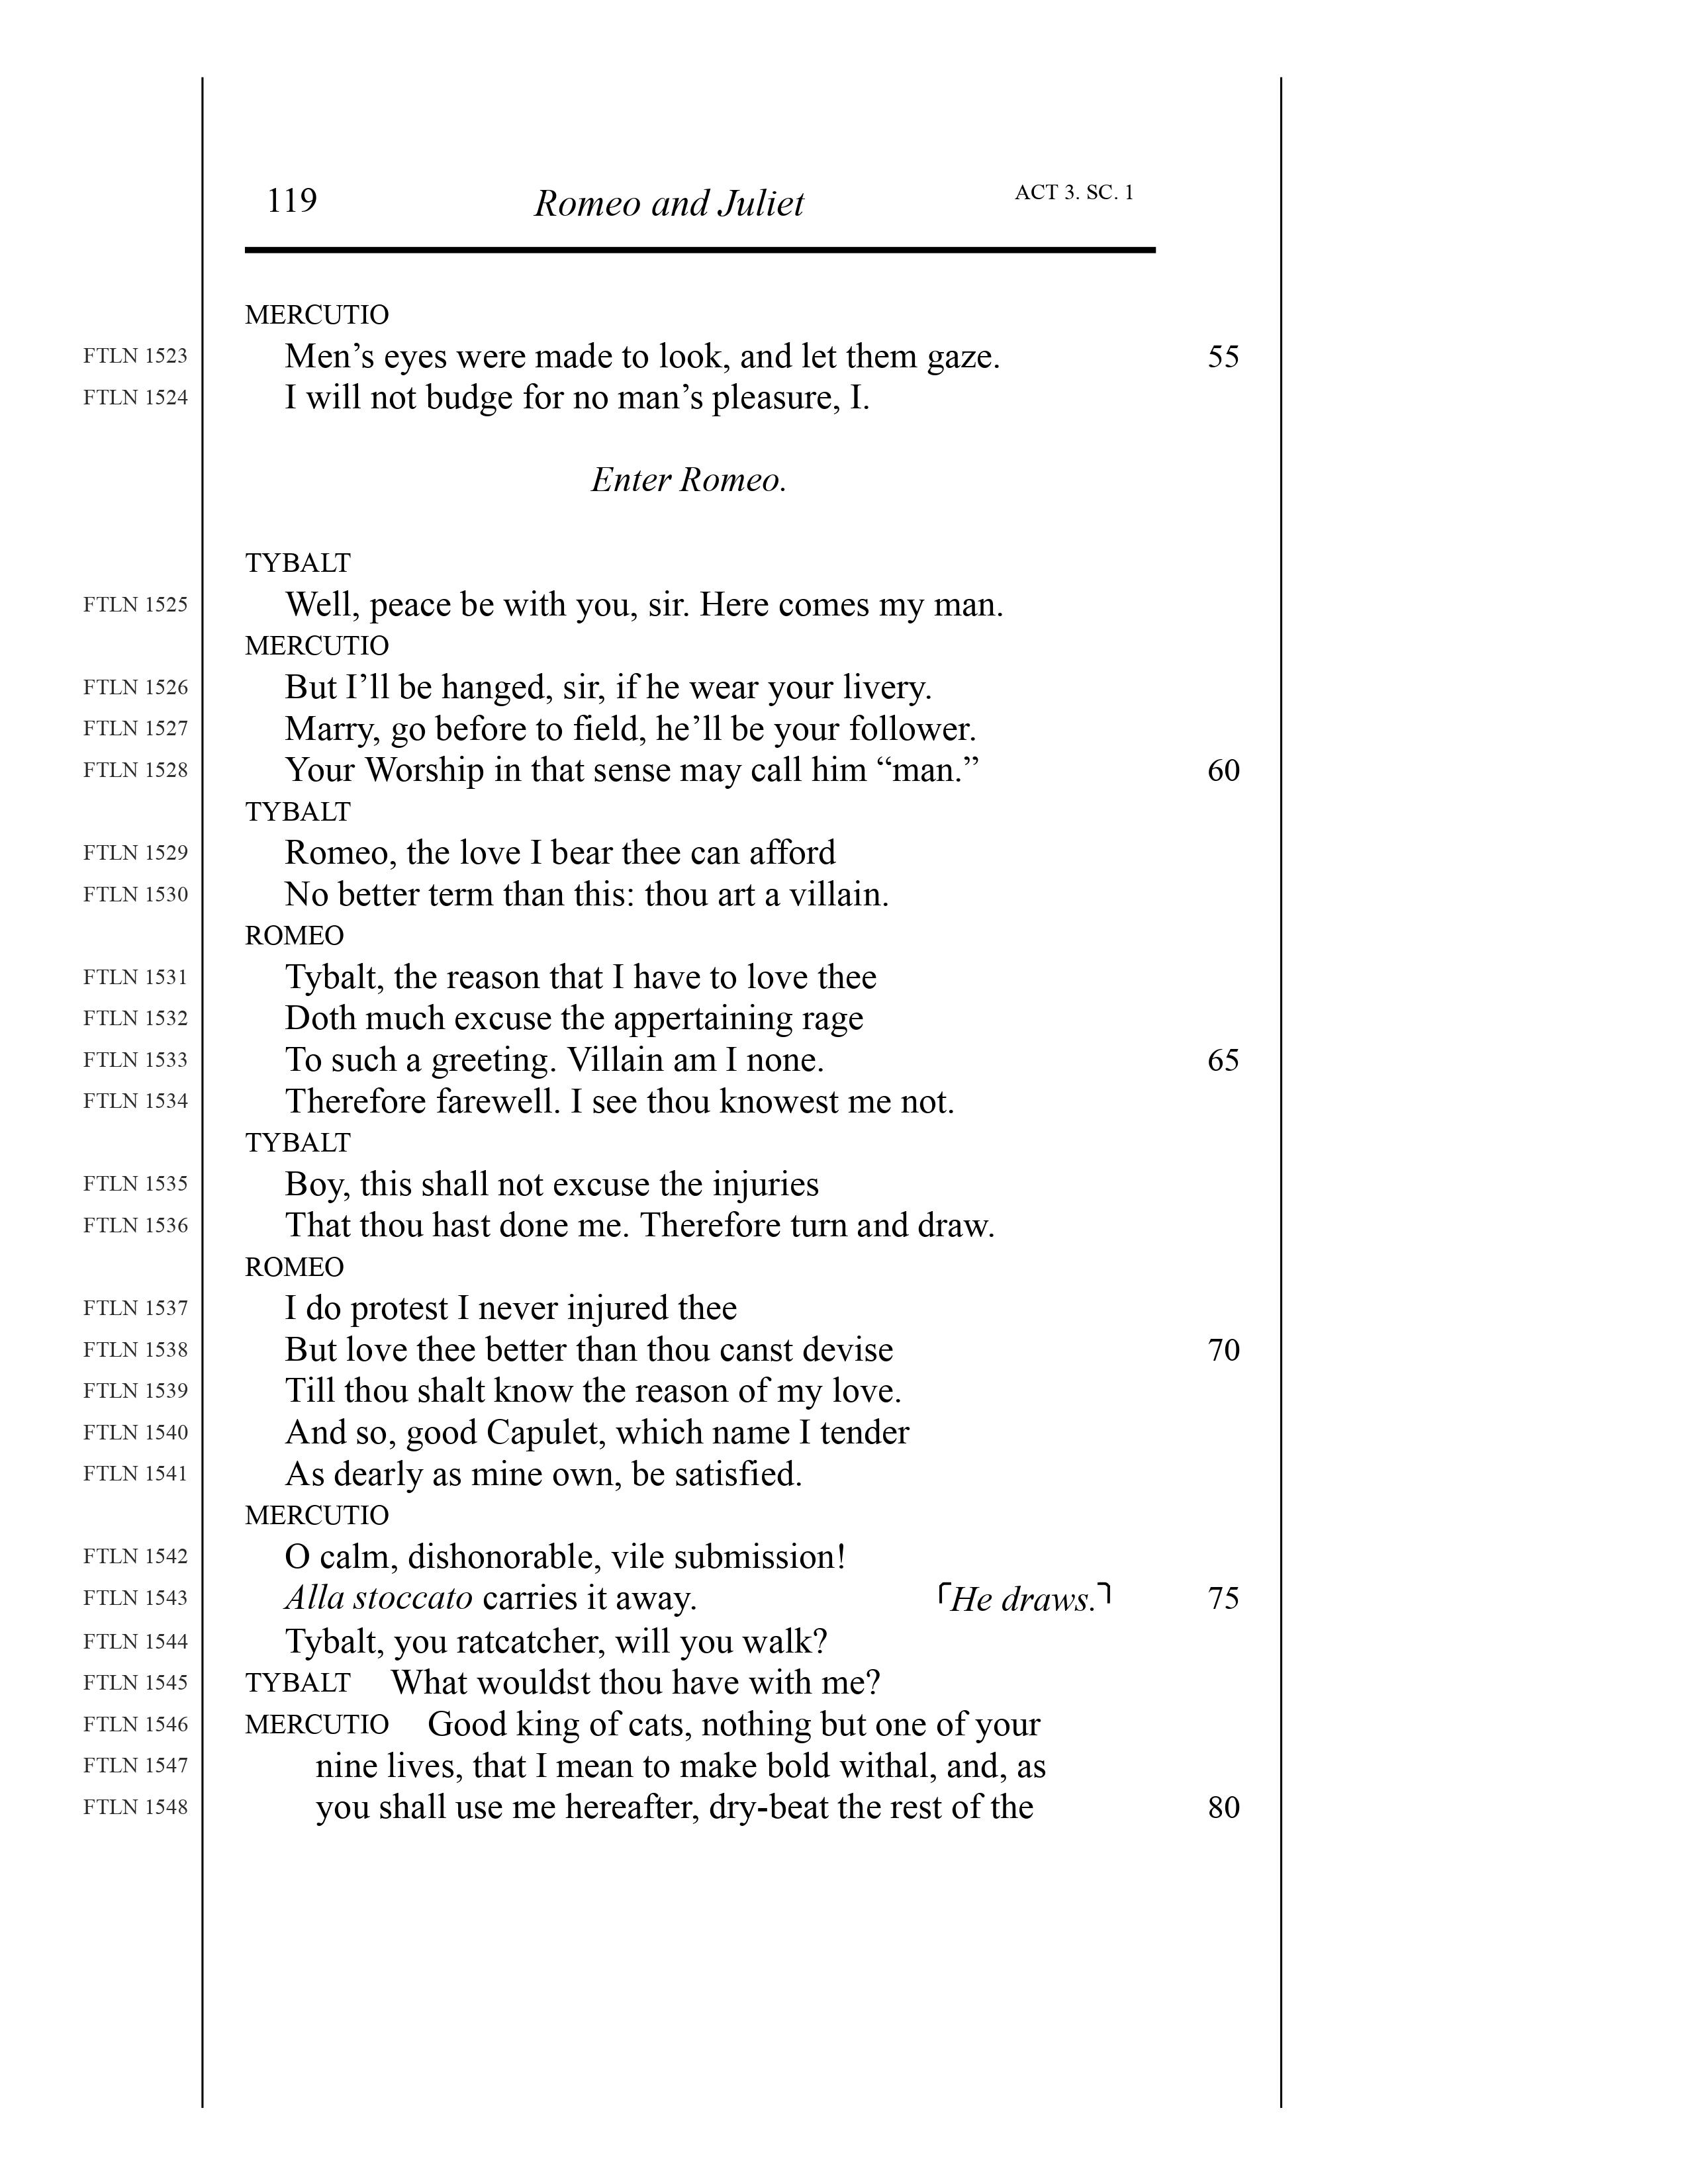 119 Romeo and Juliet ACT 3. SC. 1
MERCUTIO
FTLN 1523 Men’s eyes were made to look, and let them gaze. 55
FTLN 1524 I will not budge for no man’s pleasure, I.
Enter Romeo.
TYBALT
FTLN 1525 Well, peace be with you, sir. Here comes my man.
MERCUTIO
FTLN 1526 But I’ll be hanged, sir, if he wear your livery.
FTLN 1527 Marry, go before to field, he’ll be your follower.
FTLN 1528 Your Worship in that sense may call him “man.” 60
TYBALT
FTLN 1529 Romeo, the love I bear thee can afford
FTLN 1530 No better term than this: thou art a villain.
ROMEO
FTLN 1531 Tybalt, the reason that I have to love thee
FTLN 1532 Doth much excuse the appertaining rage
FTLN 1533 To such a greeting. Villain am I none. 65
FTLN 1534 Therefore farewell. I see thou knowest me not.
TYBALT
FTLN 1535 Boy, this shall not excuse the injuries
FTLN 1536 That thou hast done me. Therefore turn and draw.
ROMEO
FTLN 1537 I do protest I never injured thee
FTLN 1538 But love thee better than thou canst devise 70
FTLN 1539 Till thou shalt know the reason of my love.
FTLN 1540 And so, good Capulet, which name I tender
FTLN 1541 As dearly as mine own, be satisfied.
MERCUTIO
FTLN 1542 O calm, dishonorable, vile submission!
FTLN 1543 Alla stoccato carries it away. ⌜He draws.⌝ 75
FTLN 1544 Tybalt, you ratcatcher, will you walk?
FTLN 1545 TYBALT What wouldst thou have with me?
FTLN 1546 MERCUTIO Good king of cats, nothing but one of your
FTLN 1547 nine lives, that I mean to make bold withal, and, as
FTLN 1548 you shall use me hereafter, dry-beat the rest of the 80